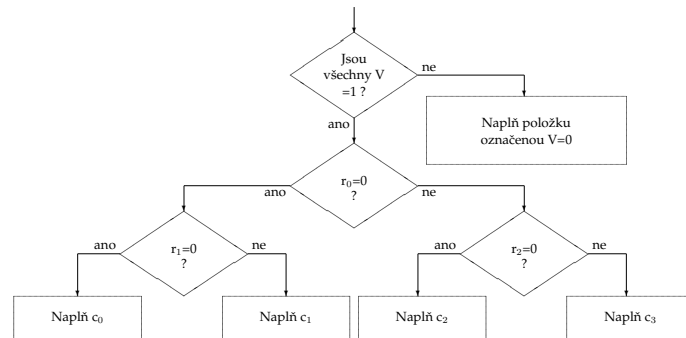 Jsou
všechny V
=1 ?
ne
Naplň položku
označenou V=0
ano
r₀=0
?
ano
ne
r₁=0
?
ano
ne
r₂=0
?
ano
ne
Naplň c₀
Naplň c₁
Naplň c₂
Naplň c₃